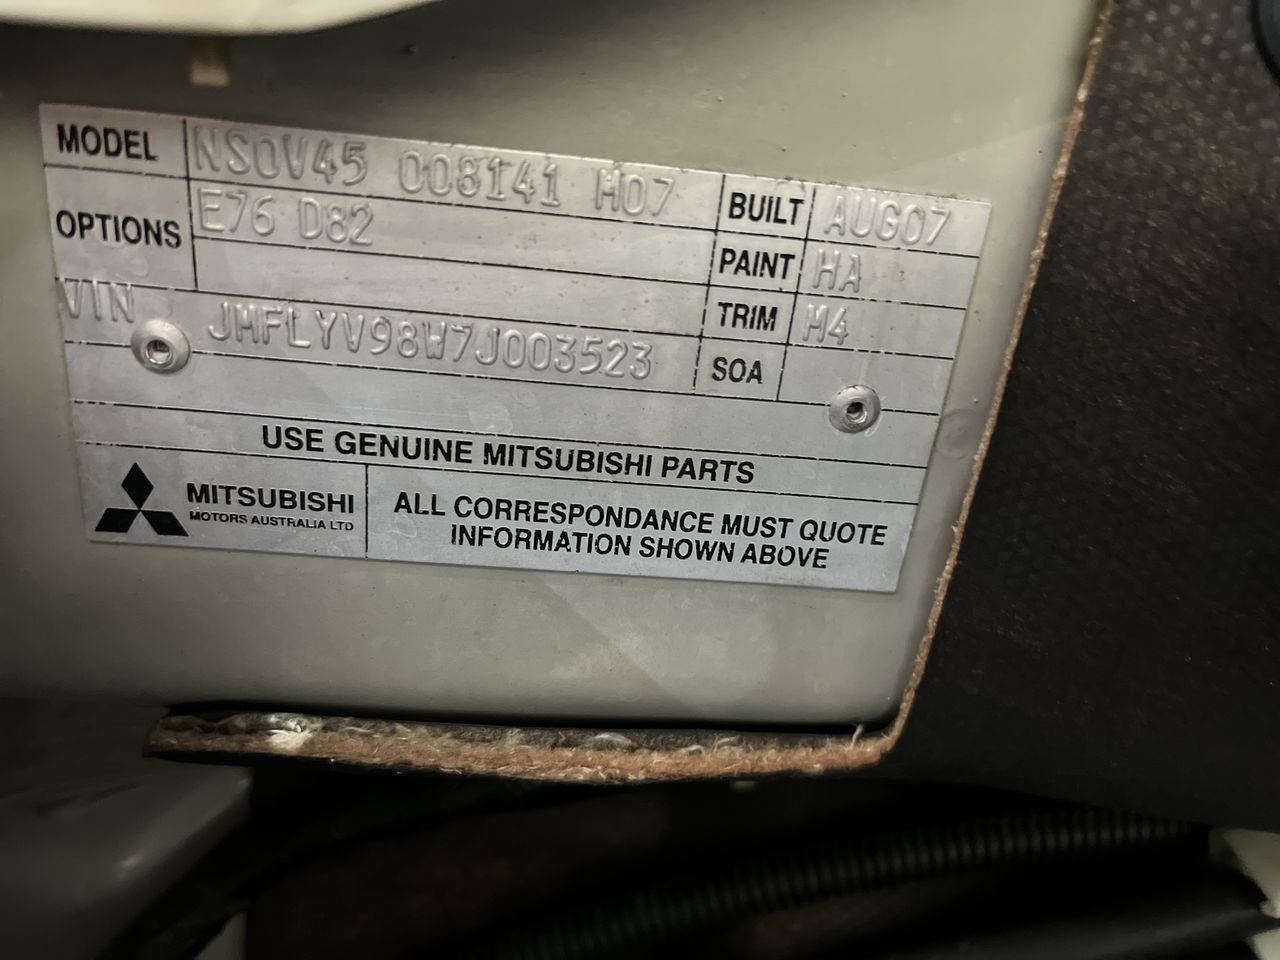 MODEL NS0V45 008141 M07
OPTIONS E76 D82
VIN JMFLYV98W7J003523
BUILT AUG07
PAINT HA
TRIM M4
SOA
USE GENUINE MITSUBISHI PARTS
MITSUBISHI
MOTORS AUSTRALIA LTD
ALL CORRESPONDANCE MUST QUOTE
INFORMATION SHOWN ABOVE